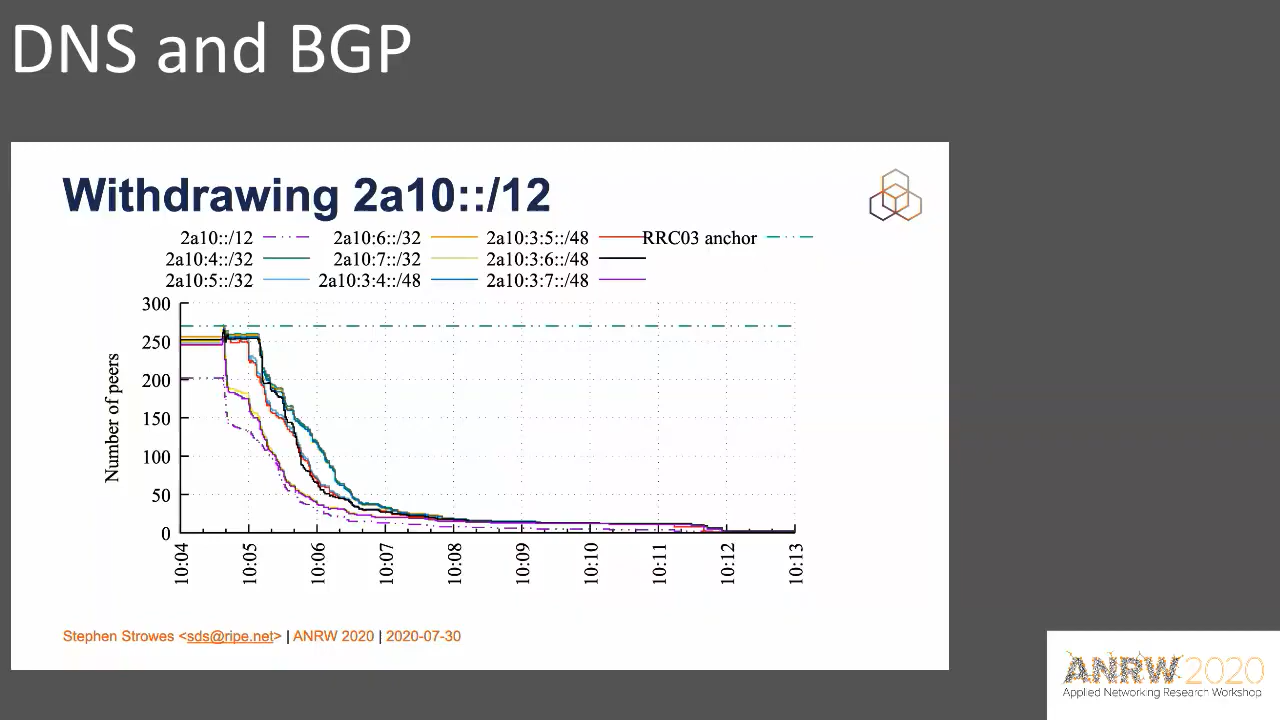 DNS and BGP
Withdrawing 2a10::/12
2a10::/12 2a10:6::/32 2a10:3:5::/48 RRC03 anchor
2a10:4::/32 2a10:7::/32 2a10:3:6::/48
2a10:5::/32 2a10:3:4::/48 2a10:3:7::/48
300
250
200
150
100
50
0
Number of peers
10:04 10:05 10:06 10:07 10:08 10:09 10:10 10:11 10:12 10:13
Stephen Strowes <sds@ripe.net> | ANRW 2020 | 2020-07-30
ANRW 2020
Applied Networking Research Workshop